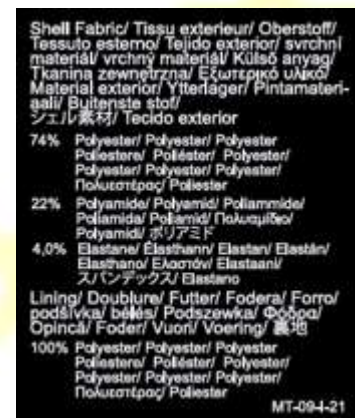 Shell Fabric/ Tissu exterieur/ Oberstoff/
Tessuto esterno/ Tejido exterior/ svrchní
materiál/ vrchný materiál/ Külső anyag/
Tkanina zewnętrzna/ Εξωτερικό υλικό/
Material exterior/ Ytterlager/ Pintamateri-
aali/ Buitenste stof/
シェル素材/ Tecido exterior
74% Polyester/ Polyester/ Polyester
Poliestere/ Poliéster/ Polyester/
Polyester/ Polyester/ Polyester/
Πολυεστέρας/ Poliester
22% Polyamide/ Polyamid/ Poliammide/
Poliamida/ Poliamid/ Πολυαμίδιο/
Polyamidi/ ポリアミド
4,0% Elastane/ Élasthann/ Elastan/ Elastán/
Elasthano/ Ελαστάν/ Elastaani/
スパンデックス/ Elastano
Lining/ Doublure/ Futter/ Fodera/ Forro/
podšívka/ bélés/ Podszewka/ Φόδρα/
Opincă/ Foder/ Vuori/ Voering/ 裏地
100% Polyester/ Polyester/ Polyester
Poliestere/ Poliéster/ Polyester/
Polyester/ Polyester/ Polyester/
Πολυεστέρας/ Poliester
MT-09-I-21